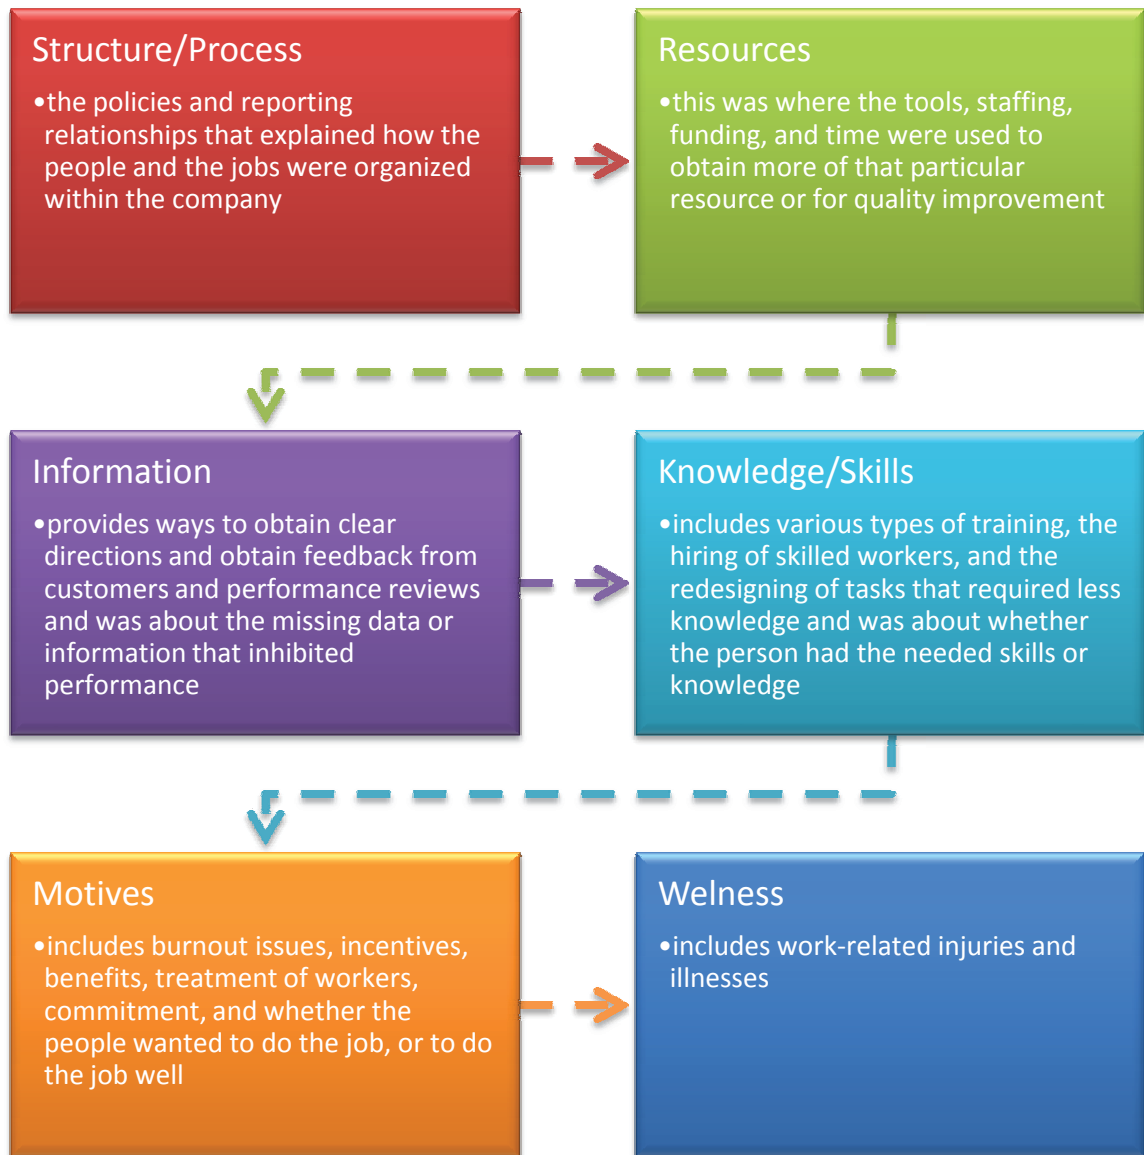 Structure/Process
•the policies and reporting
relationships that explained how the
people and the jobs were organized
within the company
Resources
•this was where the tools, staffing,
funding, and time were used to
obtain more of that particular
resource or for quality improvement
Information
•provides ways to obtain clear
directions and obtain feedback from
customers and performance reviews
and was about the missing data or
information that inhibited
performance
Knowledge/Skills
•includes various types of training, the
hiring of skilled workers, and the
redesigning of tasks that required less
knowledge and was about whether
the person had the needed skills or
knowledge
Motives
•includes burnout issues, incentives,
benefits, treatment of workers,
commitment, and whether the
people wanted to do the job, or to do
the job well
Welness
•includes work-related injuries and
illnesses